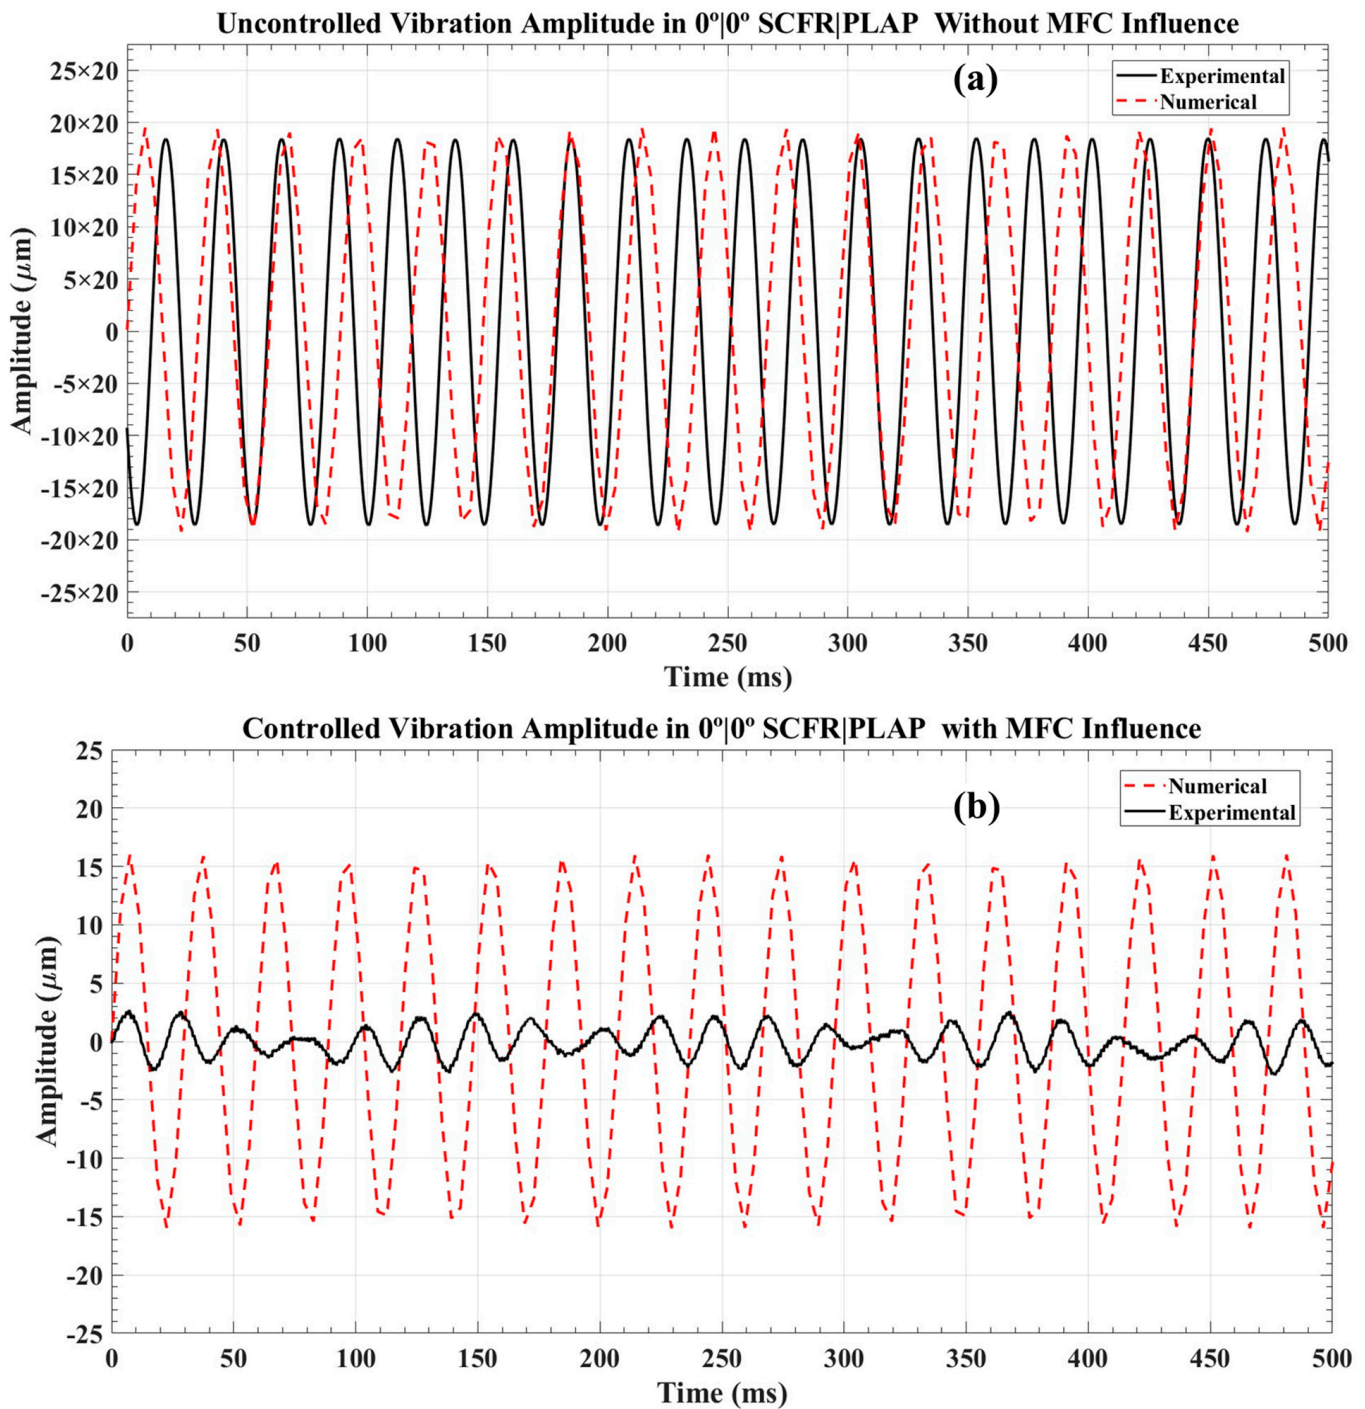 Uncontrolled Vibration Amplitude in 0º|0º SCFR|PLAP Without MFC Influence
(a)
Experimental
Numerical
25×20
20×20
15×20
10×20
5×20
0
-5×20
-10×20
-15×20
-20×20
-25×20
Amplitude (μm)
0 50 100 150 200 250 300 350 400 450 500
Time (ms)
Controlled Vibration Amplitude in 0º|0º SCFR|PLAP with MFC Influence
(b)
Numerical
Experimental
25
20
15
10
5
0
-5
-10
-15
-20
-25
Amplitude (μm)
0 50 100 150 200 250 300 350 400 450 500
Time (ms)